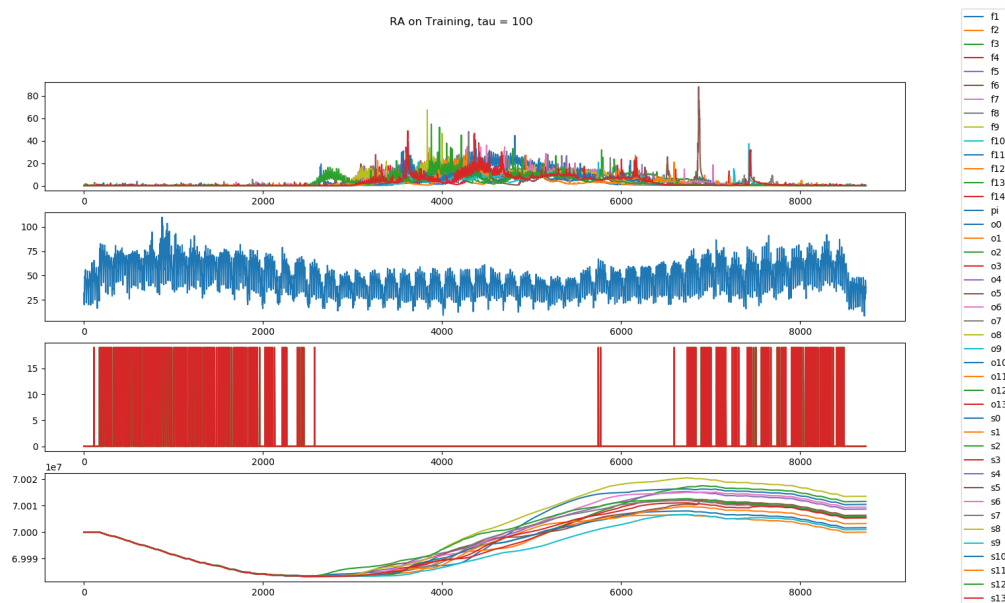 RA on Training, tau = 100
80
60
40
20
0
0 2000 4000 6000 8000
100
75
50
25
0 2000 4000 6000 8000
15
10
5
0
0 2000 4000 6000 8000
1e7
7.002
7.001
7.000
6.999
0 2000 4000 6000 8000
f1
f2
f3
f4
f5
f6
f7
f8
f9
f10
f11
f12
f13
f14
pi
o0
o1
o2
o3
o4
o5
o6
o7
o8
o9
o10
o11
o12
o13
s0
s1
s2
s3
s4
s5
s6
s7
s8
s9
s10
s11
s12
s13